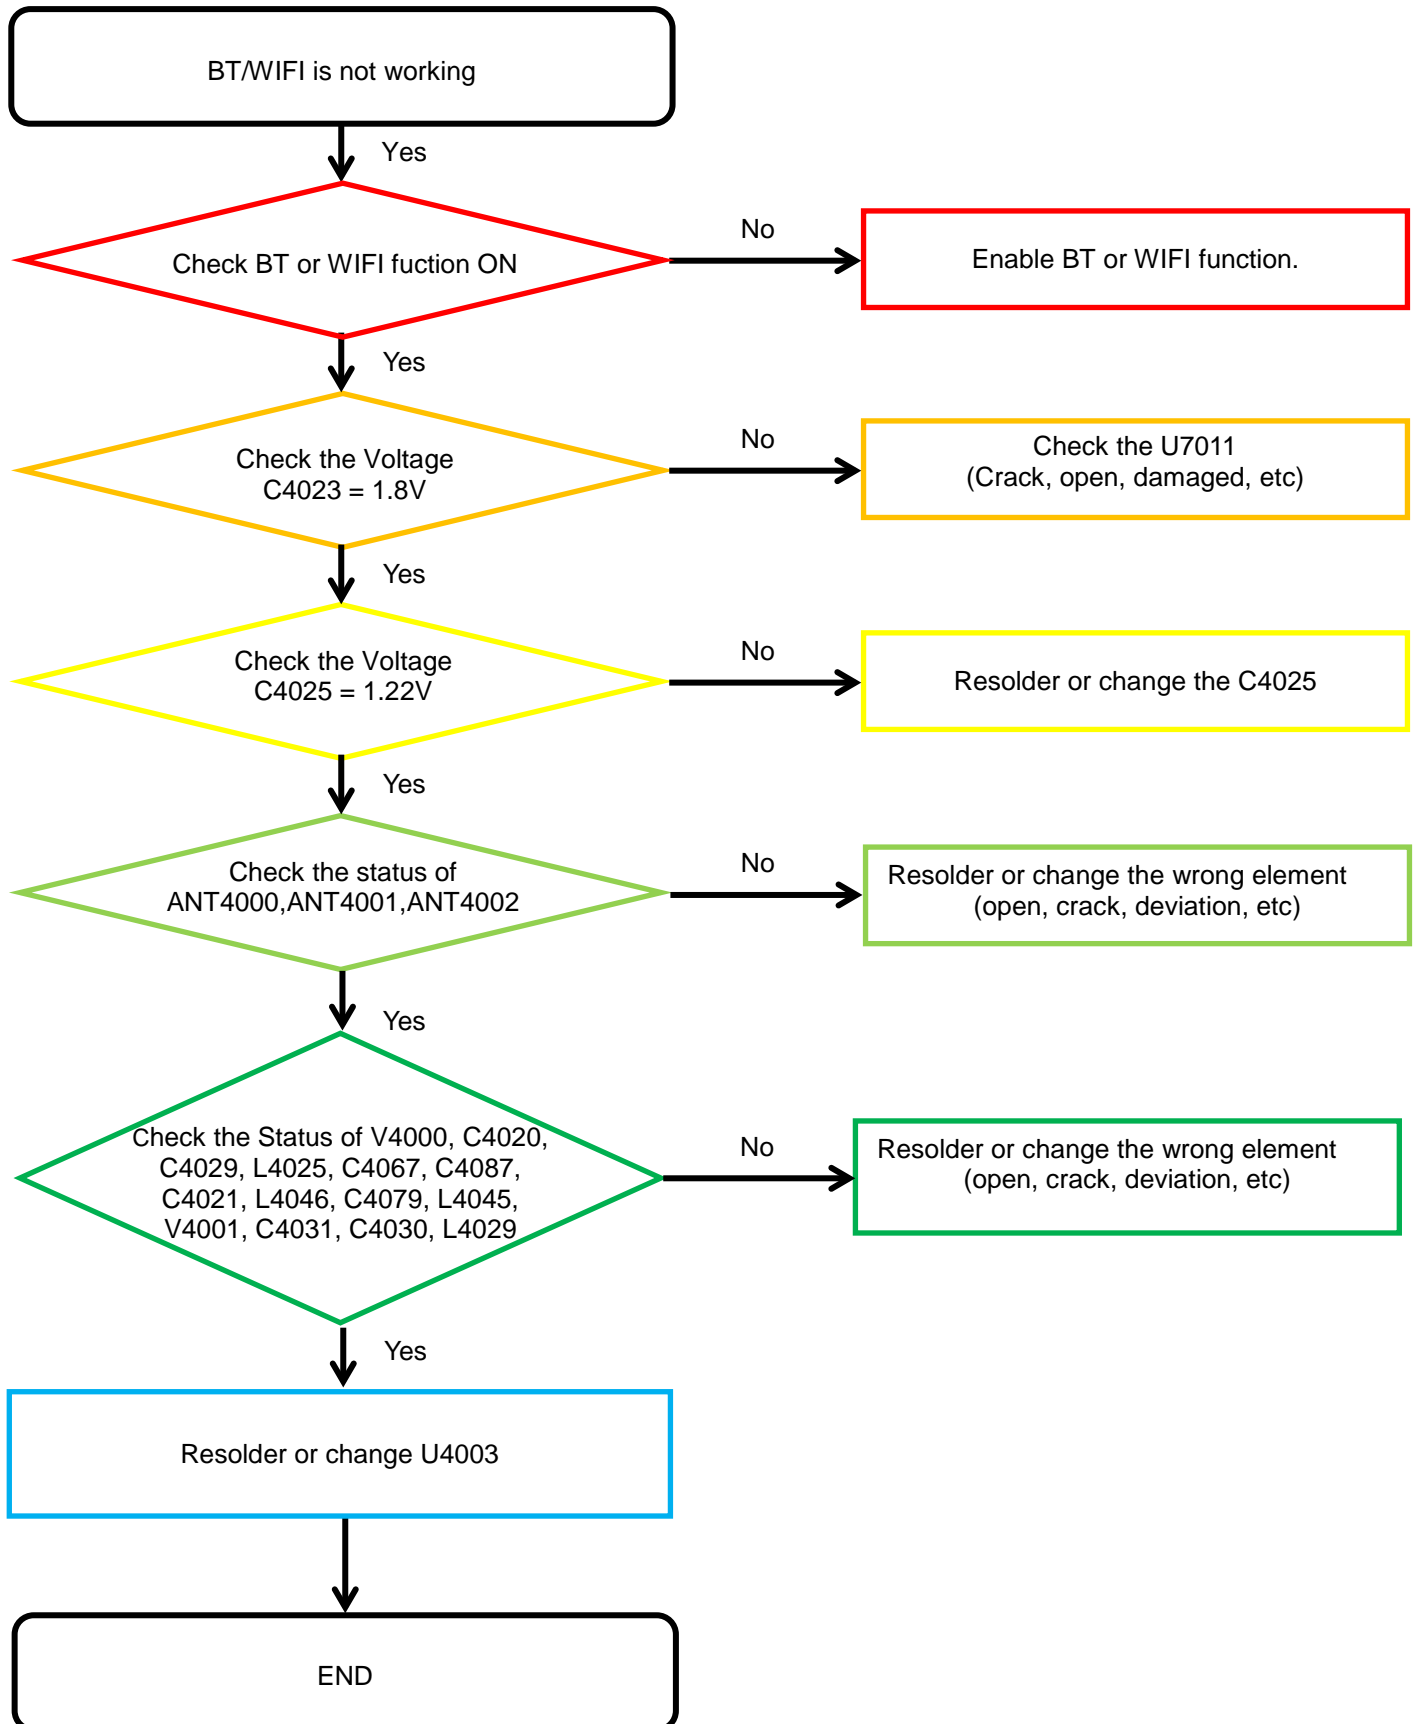 BT/WIFI is not working
Yes
Check BT or WIFI fuction ON
No
Enable BT or WIFI function.
Yes
Check the Voltage
C4023 = 1.8V
No
Check the U7011
(Crack, open, damaged, etc)
Yes
Check the Voltage
C4025 = 1.22V
No
Resolder or change the C4025
Yes
Check the status of
ANT4000,ANT4001,ANT4002
No
Resolder or change the wrong element
(open, crack, deviation, etc)
Yes
Check the Status of V4000, C4020,
C4029, L4025, C4067, C4087,
C4021, L4046, C4079, L4045,
V4001, C4031, C4030, L4029
No
Resolder or change the wrong element
(open, crack, deviation, etc)
Yes
Resolder or change U4003
END